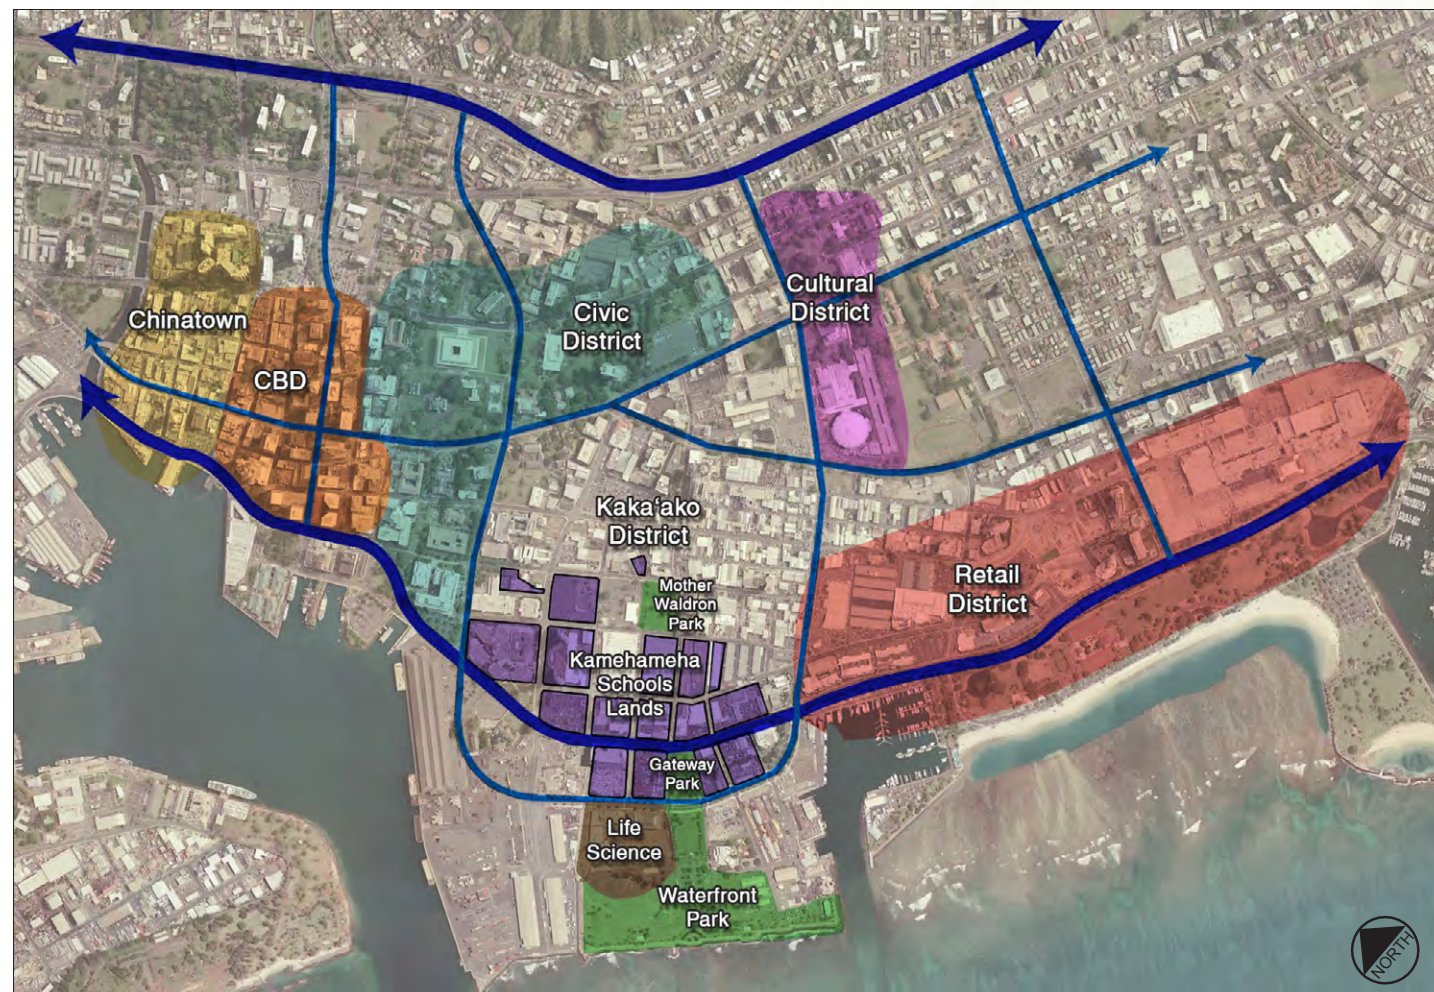 Chinatown
CBD
Civic
District
Cultural
District
Kaka‘ako
District
Mother
Waldron
Park
Retail
District
Kamehameha
Schools
Lands
Gateway
Park
Life
Science
Waterfront
Park
NORTH